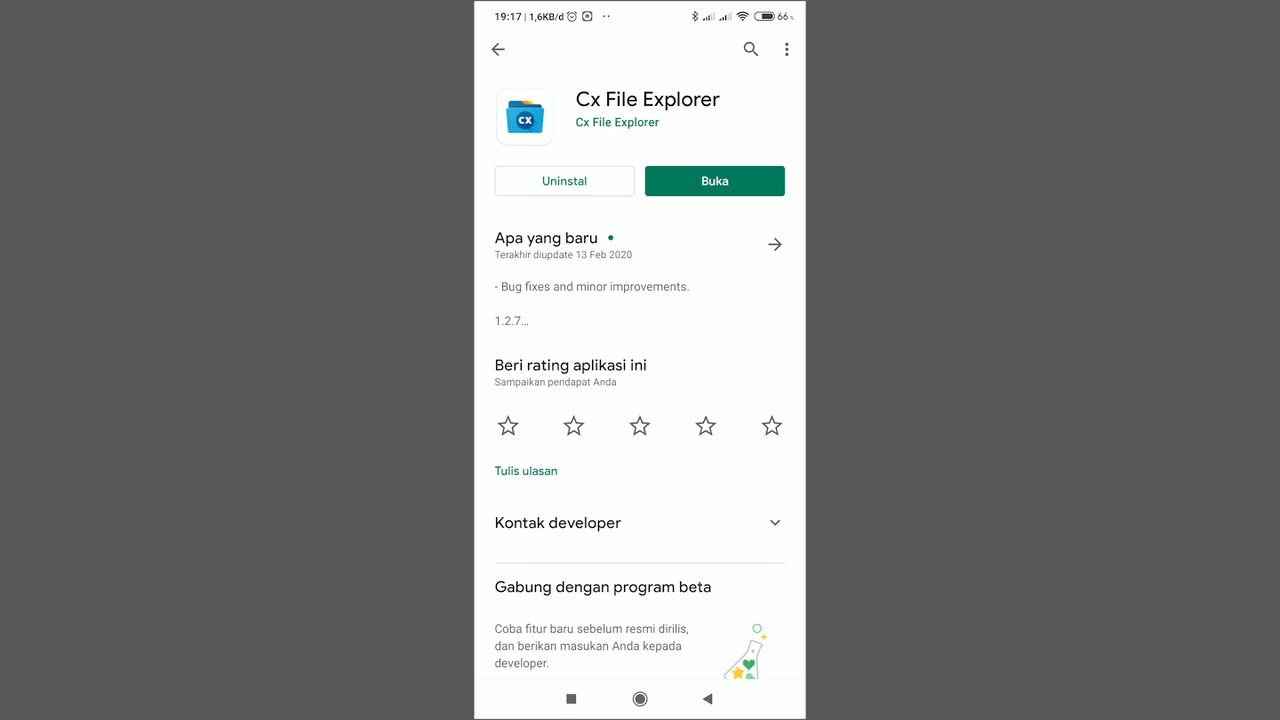 19:17 | 1,6KB/d 66%
Cx File Explorer
CX
Cx File Explorer
Uninstal Buka
Apa yang baru
Terakhir diupdate 13 Feb 2020
- Bug fixes and minor improvements.
1.2.7...
Beri rating aplikasi ini
Sampaikan pendapat Anda
Tulis ulasan
Kontak developer
Gabung dengan program beta
Coba fitur baru sebelum resmi dirilis,
dan berikan masukan Anda kepada
developer.